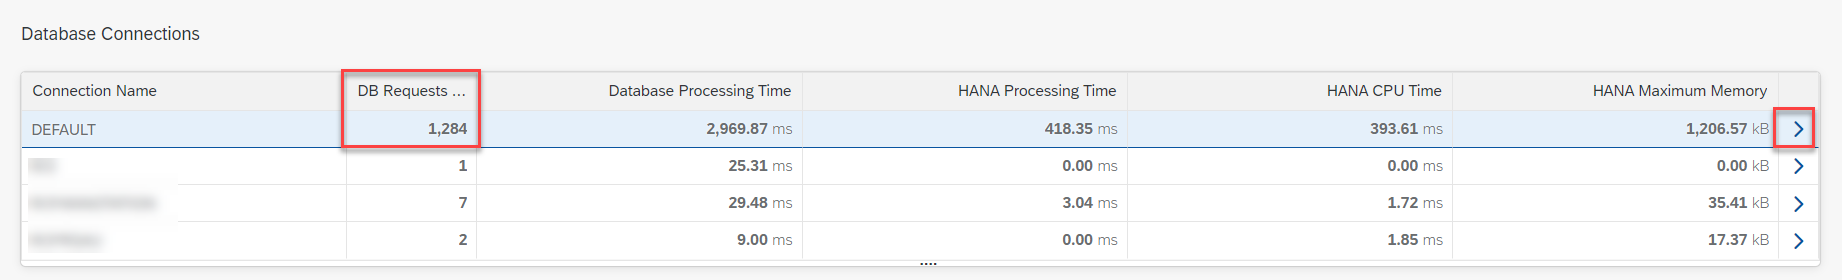 Database Connections
Connection Name DB Requests ... Database Processing Time HANA Processing Time HANA CPU Time HANA Maximum Memory
DEFAULT 1,284 2,969.87 ms 418.35 ms 393.61 ms 1,206.57 kB
1 25.31 ms 0.00 ms 0.00 ms 0.00 kB
7 29.48 ms 3.04 ms 1.72 ms 35.41 kB
2 9.00 ms 0.00 ms 1.85 ms 17.37 kB